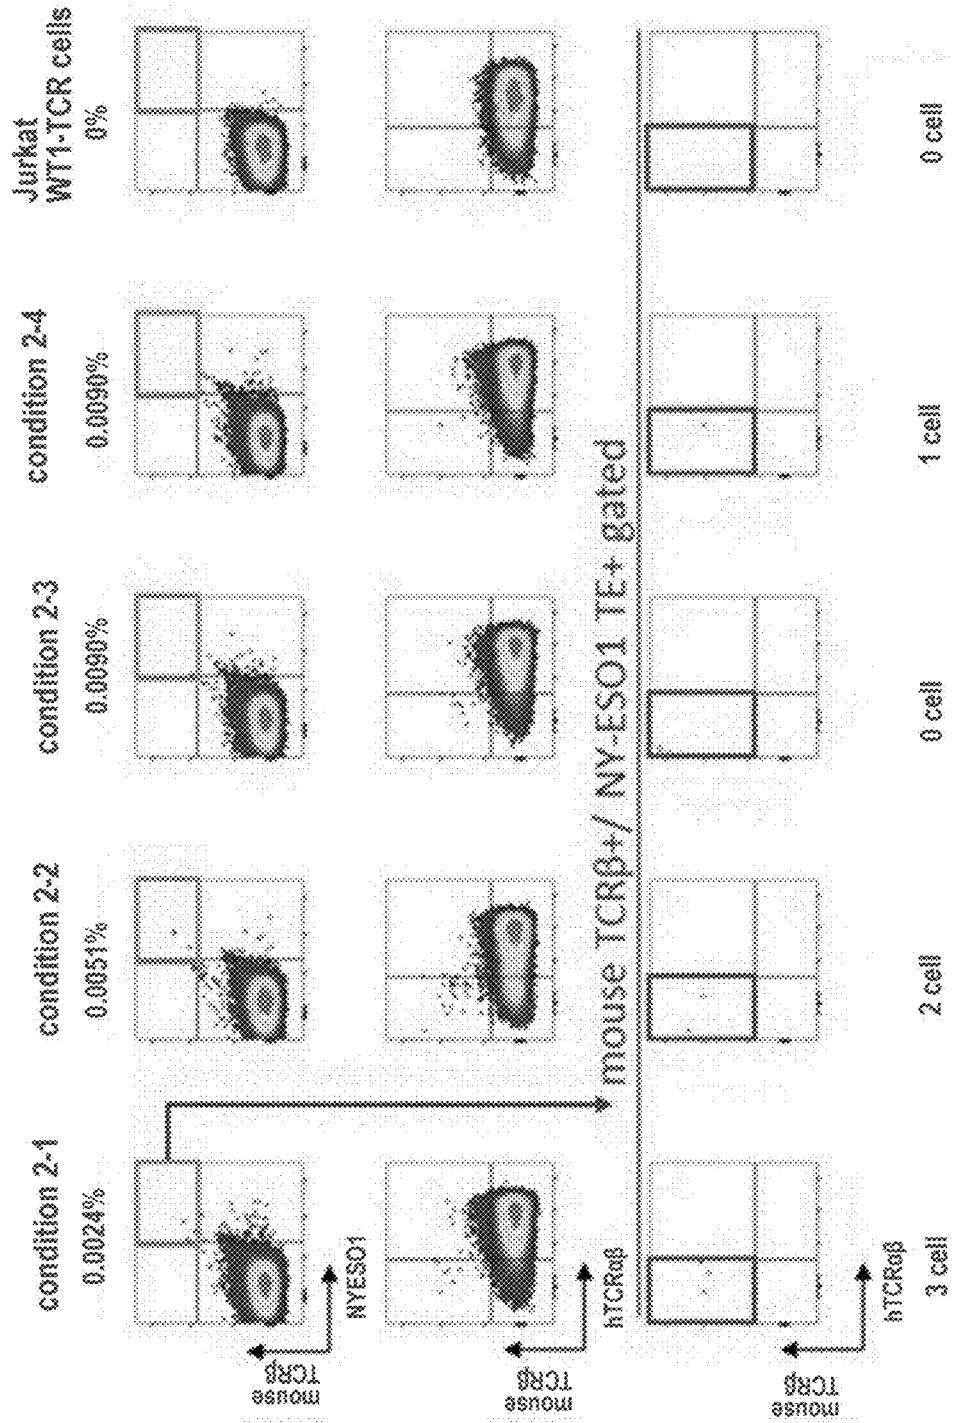 condition 2-1
0.0024%
condition 2-2
0.0051%
condition 2-3
0.0090%
condition 2-4
0.0090%
Jurkat
WT1-TCR cells
0%
mouse
TCRβ
NYESO1
mouse
TCRβ
hTCRαβ
mouse TCRβ+/ NY-ESO1 TE+ gated
mouse
TCRβ
hTCRαβ
3 cell
2 cell
0 cell
1 cell
0 cell